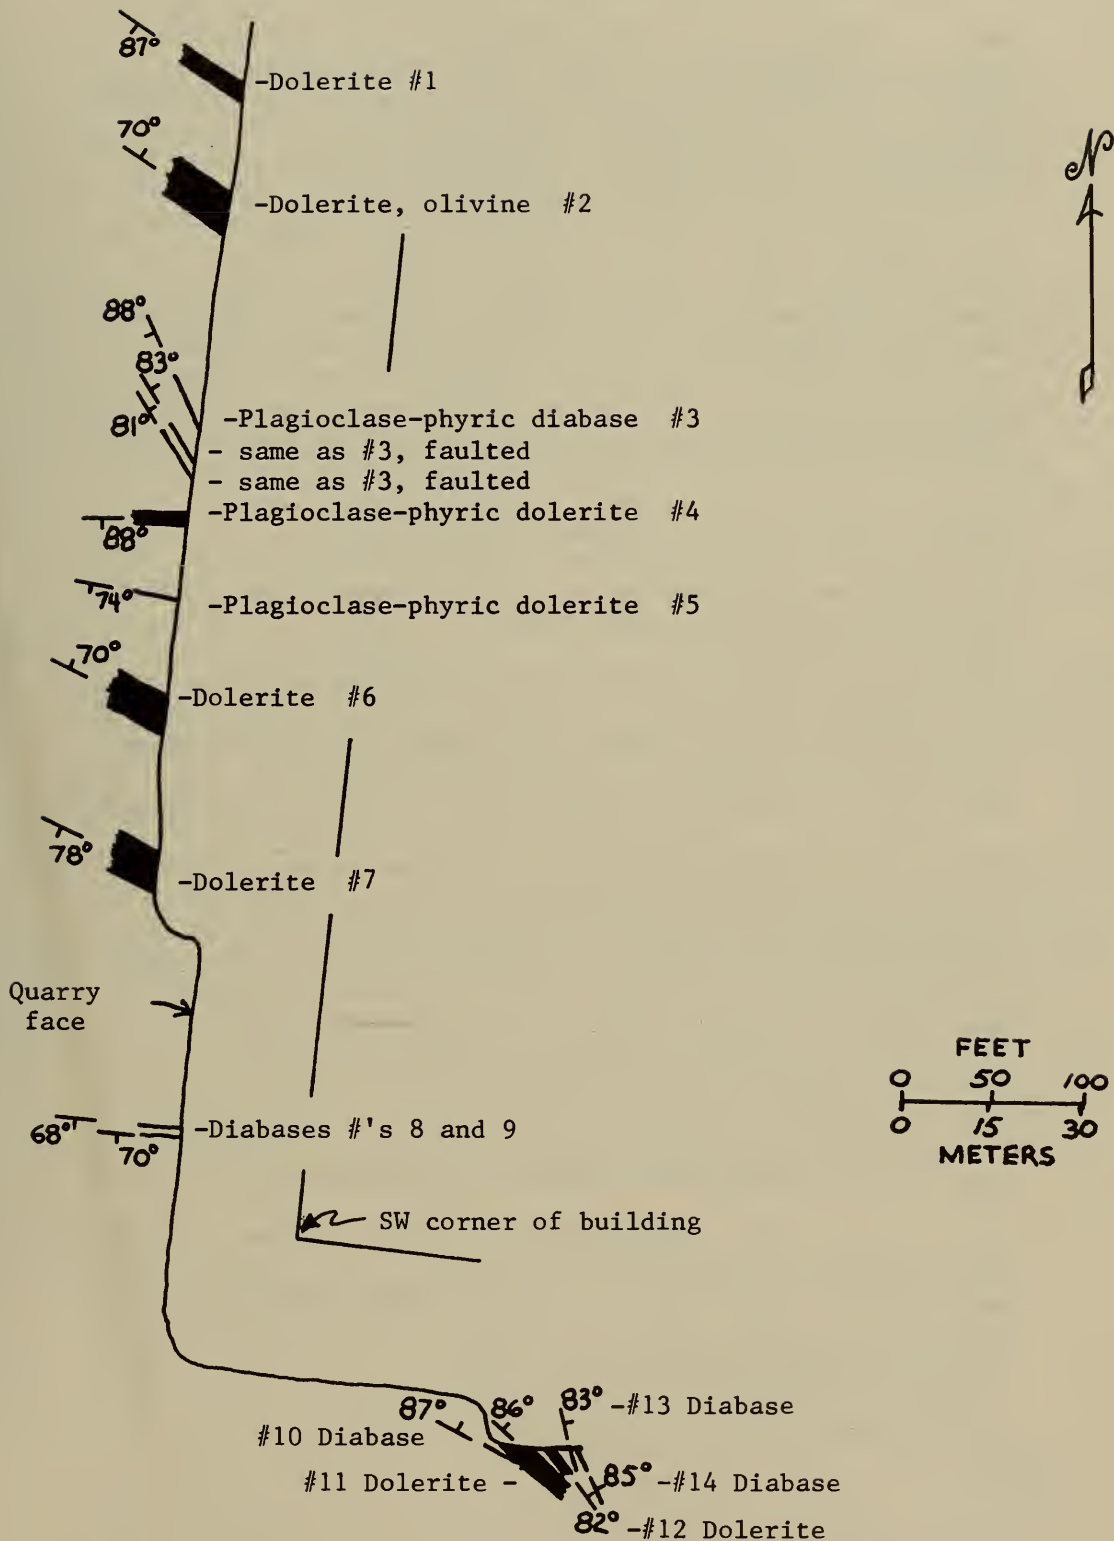 87°
-Dolerite #1
N
70°
-Dolerite, olivine #2
88°
83°
81°
-Plagioclase-phyric diabase #3
- same as #3, faulted
- same as #3, faulted
-Plagioclase-phyric dolerite #4
88°
74°
-Plagioclase-phyric dolerite #5
70°
-Dolerite #6
78°
-Dolerite #7
Quarry
face
FEET
0 50 100
0 15 30
METERS
68°
-Diabases #'s 8 and 9
70°
SW corner of building
87° 86° 83° -#13 Diabase
#10 Diabase
#11 Dolerite -
85° -#14 Diabase
82° -#12 Dolerite